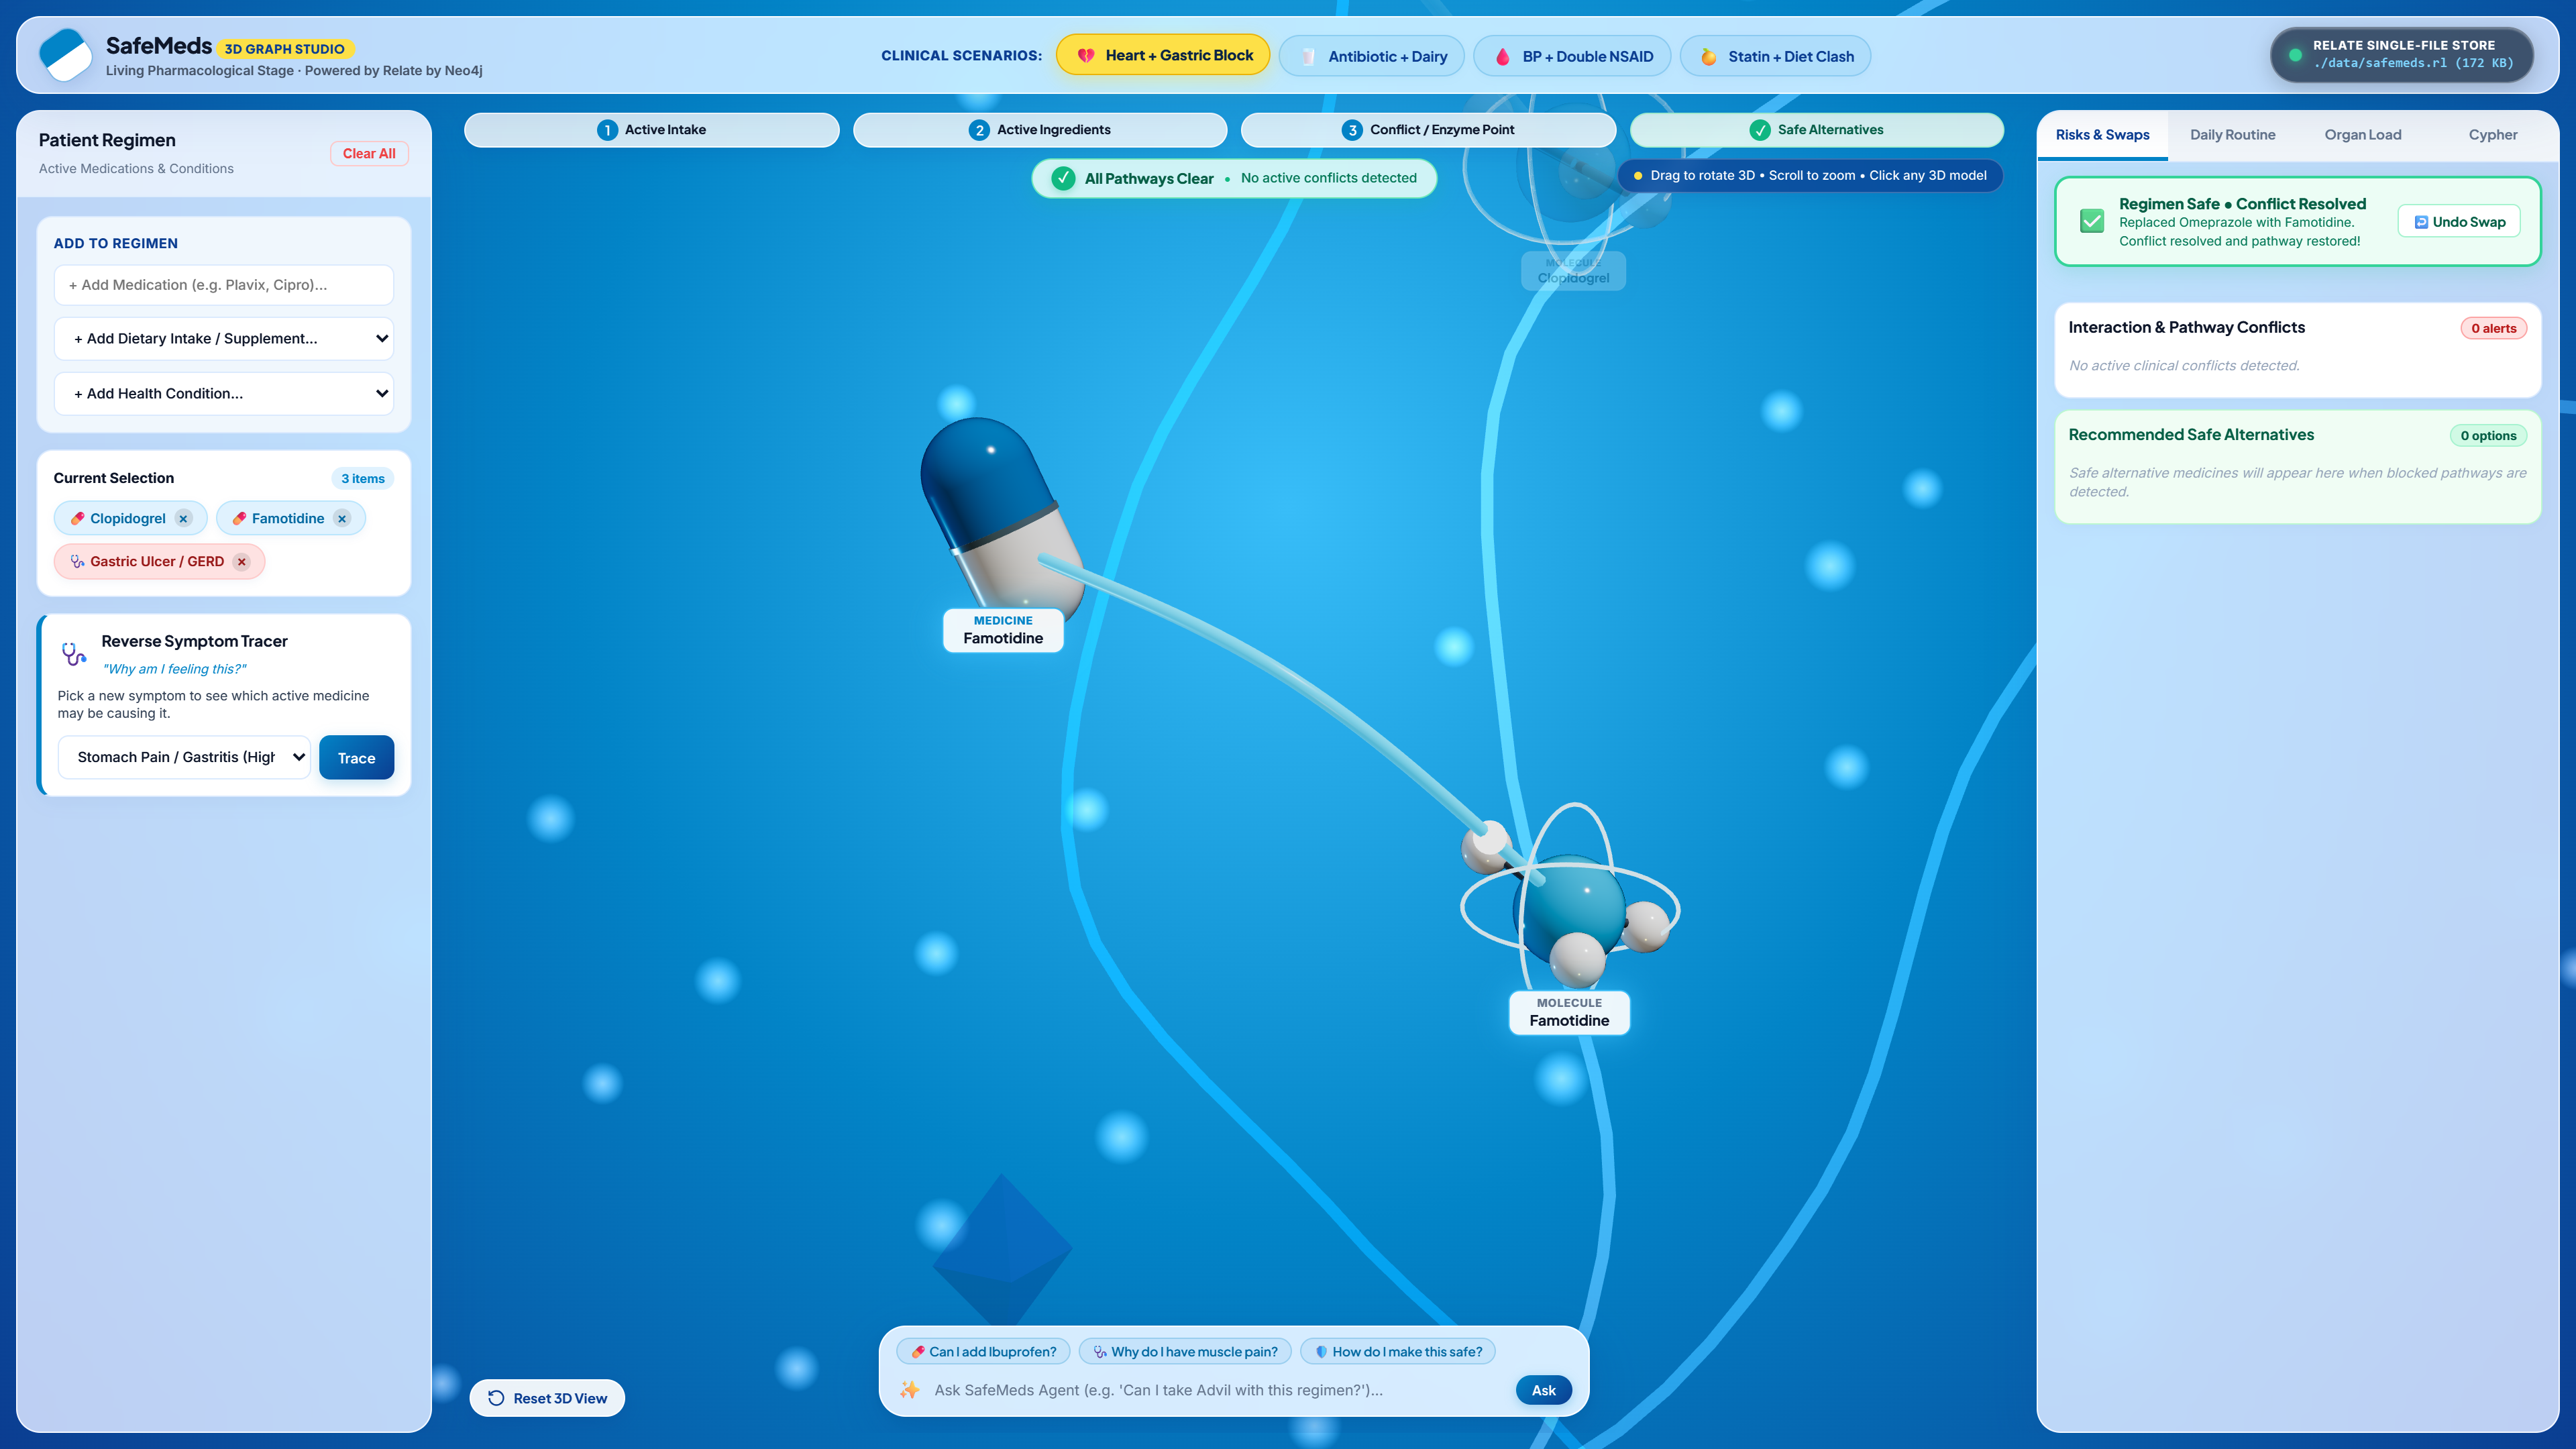 SafeMeds 3D GRAPH STUDIO
Living Pharmacological Stage · Powered by Relate by Neo4j
CLINICAL SCENARIOS:
Heart + Gastric Block
Antibiotic + Dairy
BP + Double NSAID
Statin + Diet Clash
RELATE SINGLE-FILE STORE
./data/safemeds.rl (172 KB)
Patient Regimen
Active Medications & Conditions
Clear All
ADD TO REGIMEN
+ Add Medication (e.g. Plavix, Cipro)...
+ Add Dietary Intake / Supplement...
+ Add Health Condition...
Current Selection
3 items
Clopidogrel ×
Famotidine ×
Gastric Ulcer / GERD ×
Reverse Symptom Tracer
"Why am I feeling this?"
Pick a new symptom to see which active medicine
may be causing it.
Stomach Pain / Gastritis (High
Trace
1 Active Intake
2 Active Ingredients
3 Conflict / Enzyme Point
✓ Safe Alternatives
✓ All Pathways Clear • No active conflicts detected
Drag to rotate 3D • Scroll to zoom • Click any 3D model
MOLECULE
Clopidogrel
MEDICINE
Famotidine
MOLECULE
Famotidine
Reset 3D View
Can I add Ibuprofen?
Why do I have muscle pain?
How do I make this safe?
Ask SafeMeds Agent (e.g. 'Can I take Advil with this regimen?')...
Ask
Risks & Swaps
Daily Routine
Organ Load
Cypher
Regimen Safe • Conflict Resolved
Replaced Omeprazole with Famotidine.
Conflict resolved and pathway restored!
Undo Swap
Interaction & Pathway Conflicts
0 alerts
No active clinical conflicts detected.
Recommended Safe Alternatives
0 options
Safe alternative medicines will appear here when blocked pathways are
detected.